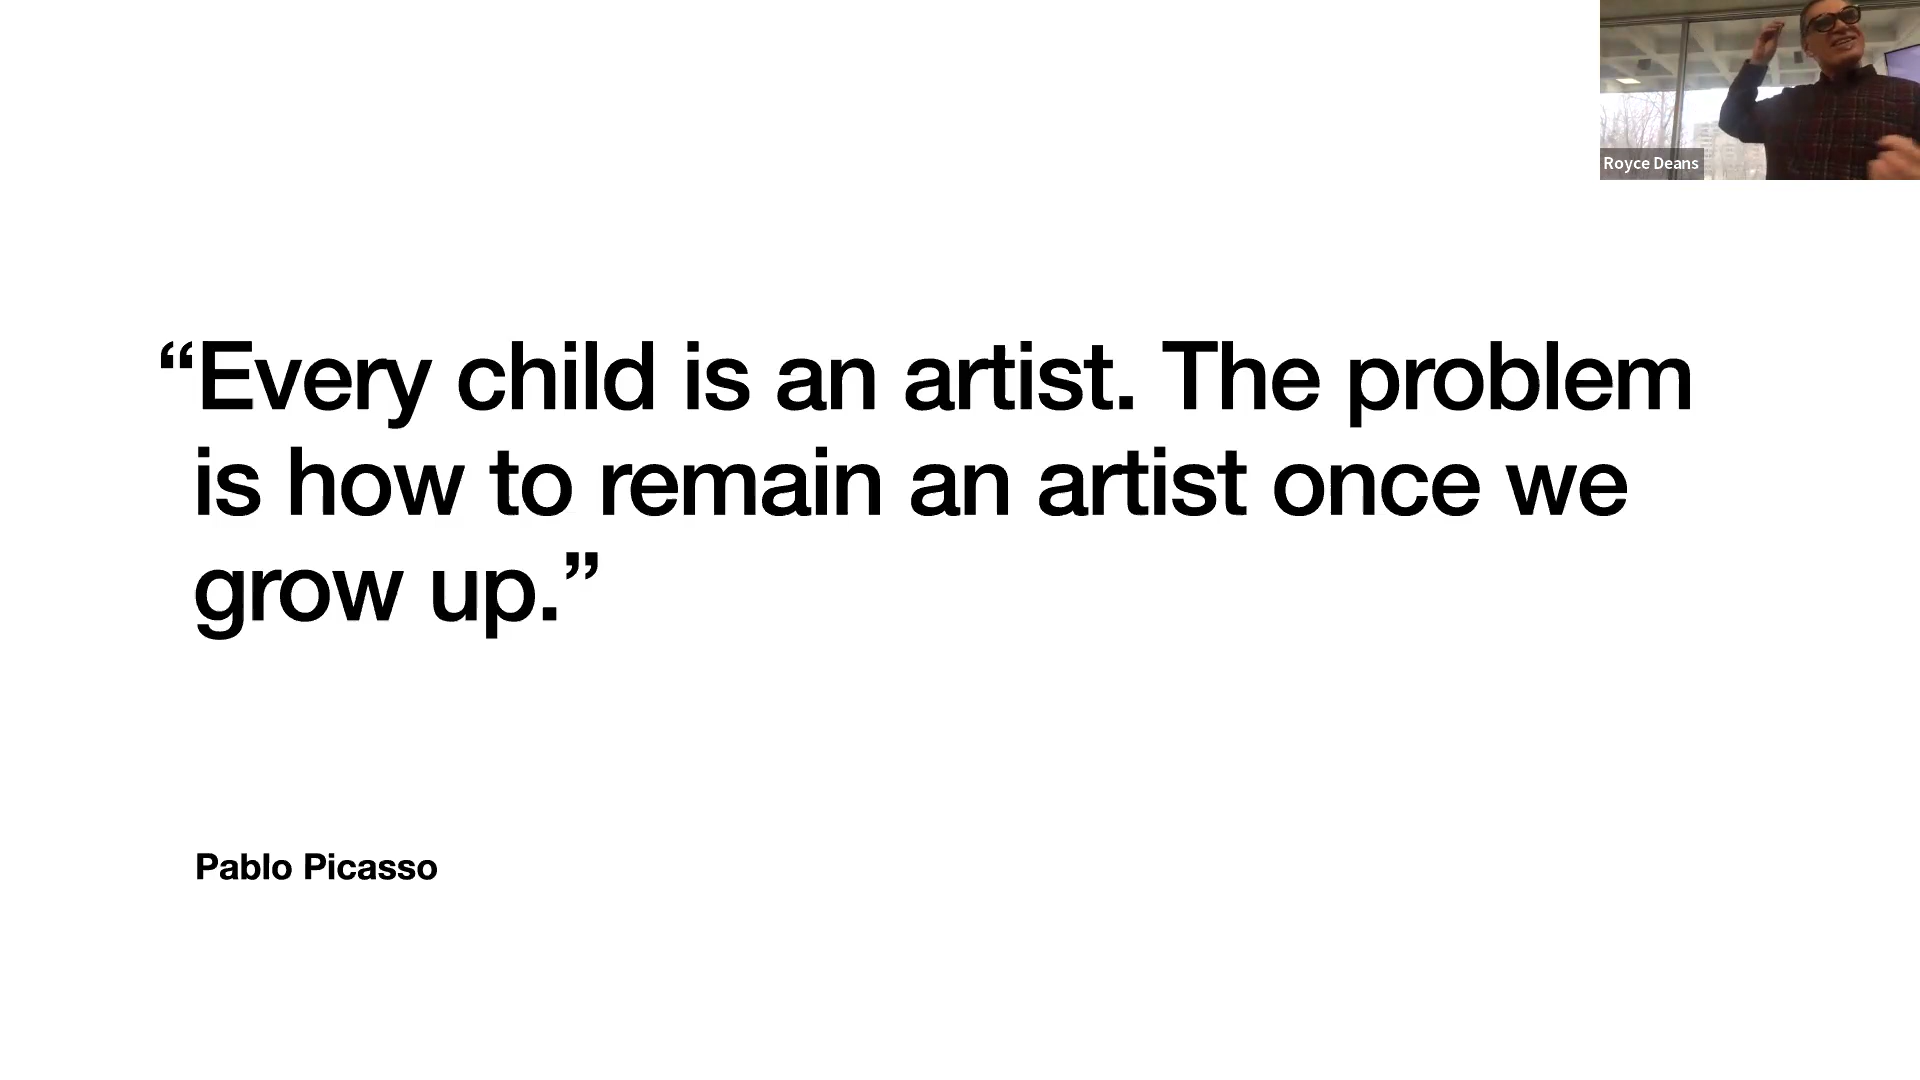 Royce Deans
“Every child is an artist. The problem
is how to remain an artist once we
grow up.”
Pablo Picasso